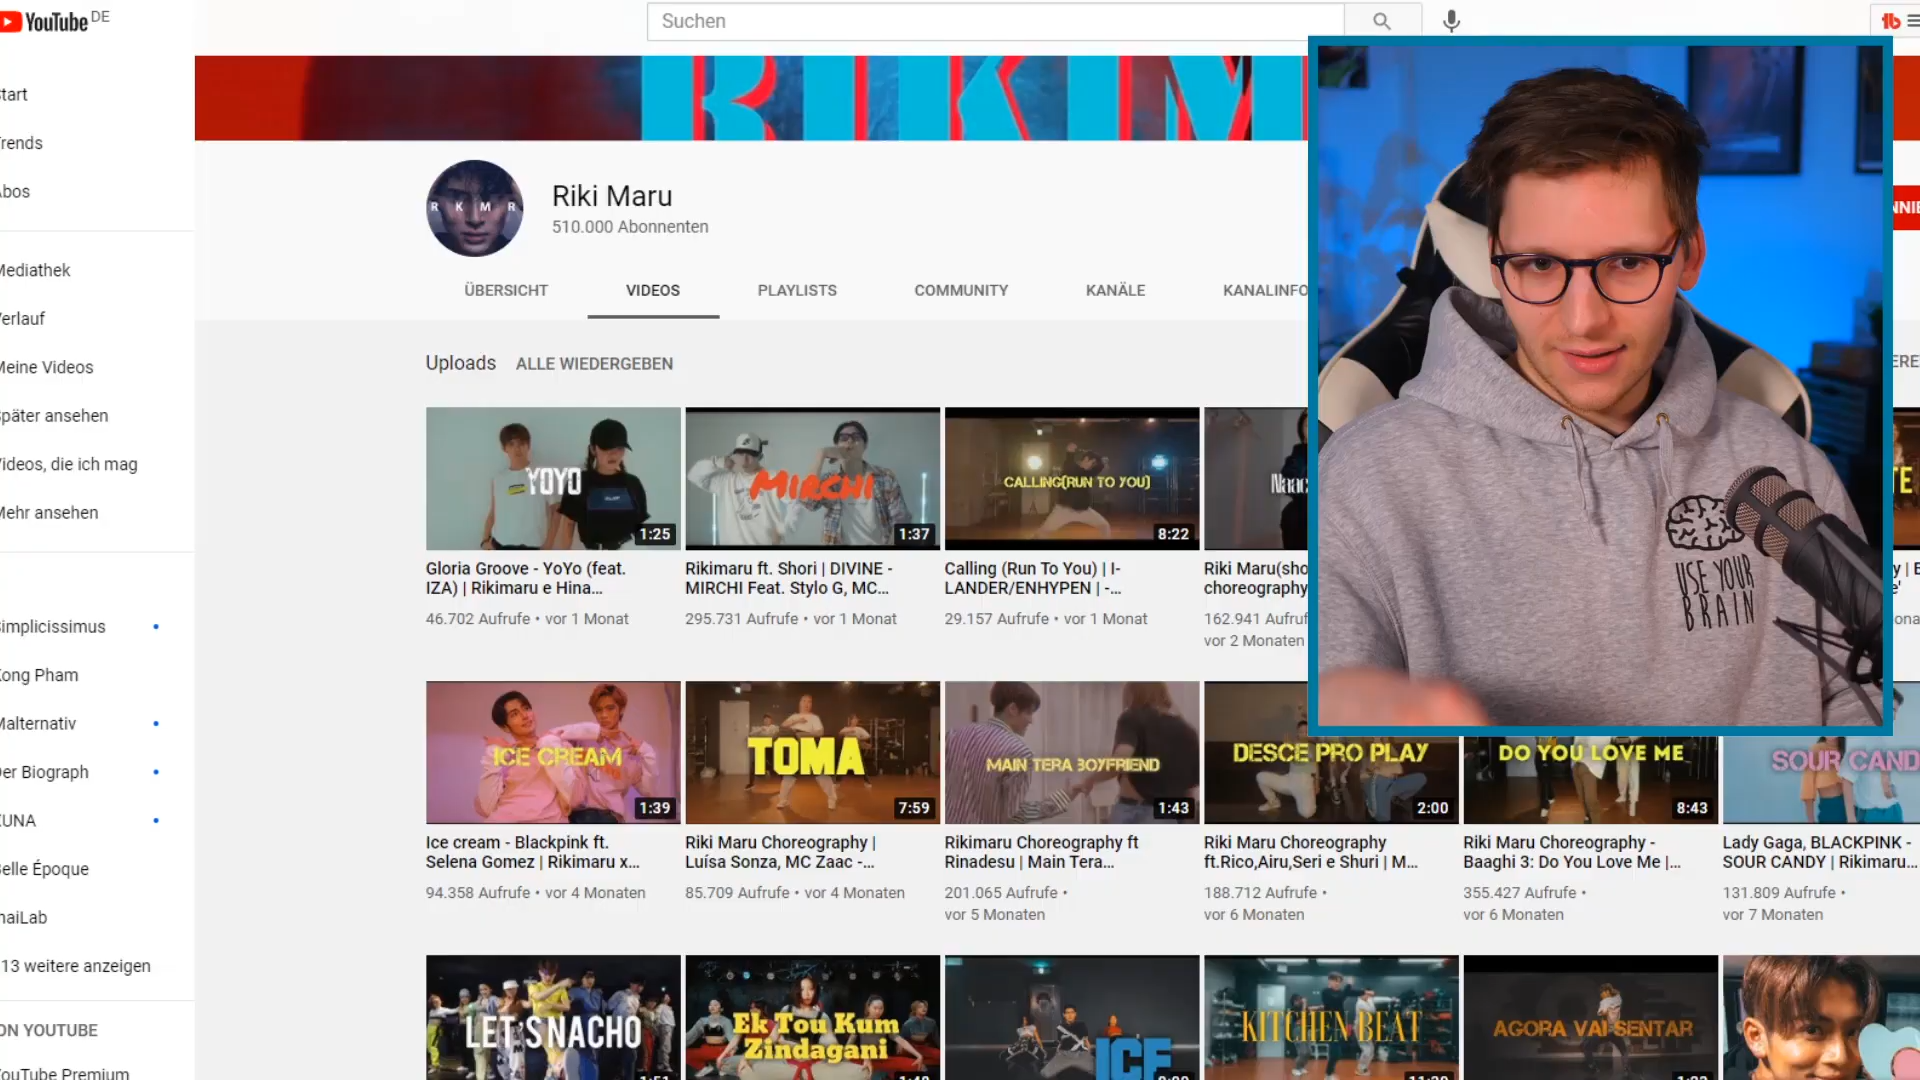 YouTube DE
Suchen
tart
rends
Abos
Mediathek
erlauf
Meine Videos
päter ansehen
ideos, die ich mag
Mehr ansehen
implicissimus
ong Pham
Malternativ
er Biograph
UNA
elle Époque
maiLab
13 weitere anzeigen
ON YOUTUBE
YouTube Premium
RIKIM
R K M R
Riki Maru
510.000 Abonnenten
NNIE
ÜBERSICHT VIDEOS PLAYLISTS COMMUNITY KANÄLE KANALINFO
Uploads ALLE WIEDERGEBEN
ERE
YOYO
1:25
Gloria Groove - YoYo (feat.
IZA) | Rikimaru e Hina...
46.702 Aufrufe • vor 1 Monat
MIRCHI
1:37
Rikimaru ft. Shori | DIVINE -
MIRCHI Feat. Stylo G, MC...
295.731 Aufrufe • vor 1 Monat
CALLING(RUN TO YOU)
8:22
Calling (Run To You) | I-
LANDER/ENHYPEN | -...
29.157 Aufrufe • vor 1 Monat
Naac
Riki Maru(sho
choreography
162.941 Aufruf
vor 2 Monaten
USE YOUR
BRAIN
TE
y | E
e'
ona
ICE CREAM
1:39
Ice cream - Blackpink ft.
Selena Gomez | Rikimaru x...
94.358 Aufrufe • vor 4 Monaten
TOMA
7:59
Riki Maru Choreography |
Luísa Sonza, MC Zaac -...
85.709 Aufrufe • vor 4 Monaten
MAIN TERA BOYFRIEND
1:43
Rikimaru Choreography ft
Rinadesu | Main Tera...
201.065 Aufrufe •
vor 5 Monaten
DESCE PRO PLAY
2:00
Riki Maru Choreography
ft.Rico,Airu,Seri e Shuri | M...
188.712 Aufrufe •
vor 6 Monaten
DO YOU LOVE ME
8:43
Riki Maru Choreography -
Baaghi 3: Do You Love Me |...
355.427 Aufrufe •
vor 6 Monaten
SOUR CAND
Lady Gaga, BLACKPINK -
SOUR CANDY | Rikimaru...
131.809 Aufrufe •
vor 7 Monaten
LET'S NACHO
Ek Tou Kum
Zindagani
ICE
KITCHEN BEAT
AGORA VAI SENTAR